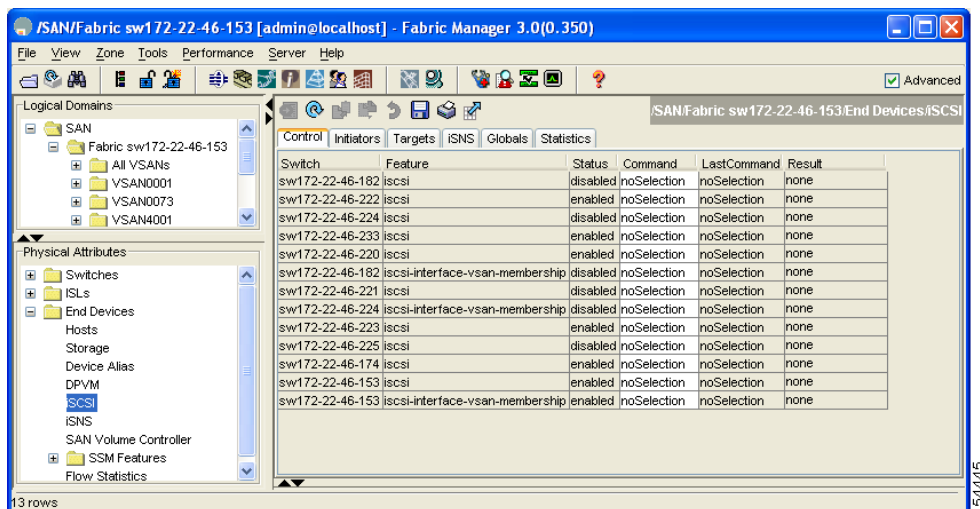 /SAN/Fabric sw172-22-46-153 [admin@localhost] - Fabric Manager 3.0(0.350)
File View Zone Tools Performance Server Help
Advanced
Logical Domains
SAN
Fabric sw172-22-46-153
All VSANs
VSAN0001
VSAN0073
VSAN4001
Physical Attributes
Switches
ISLs
End Devices
Hosts
Storage
Device Alias
DPVM
iSCSI
iSNS
SAN Volume Controller
SSM Features
Flow Statistics
/SAN/Fabric sw172-22-46-153/End Devices/iSCSI
Control Initiators Targets iSNS Globals Statistics
Switch Feature Status Command LastCommand Result
sw172-22-46-182 iscsi disabled noSelection noSelection none
sw172-22-46-222 iscsi enabled noSelection noSelection none
sw172-22-46-224 iscsi disabled noSelection noSelection none
sw172-22-46-233 iscsi enabled noSelection noSelection none
sw172-22-46-220 iscsi enabled noSelection noSelection none
sw172-22-46-182 iscsi-interface-vsan-membership disabled noSelection noSelection none
sw172-22-46-221 iscsi disabled noSelection noSelection none
sw172-22-46-224 iscsi-interface-vsan-membership disabled noSelection noSelection none
sw172-22-46-223 iscsi enabled noSelection noSelection none
sw172-22-46-225 iscsi disabled noSelection noSelection none
sw172-22-46-174 iscsi enabled noSelection noSelection none
sw172-22-46-153 iscsi enabled noSelection noSelection none
sw172-22-46-153 iscsi-interface-vsan-membership enabled noSelection noSelection none
13 rows